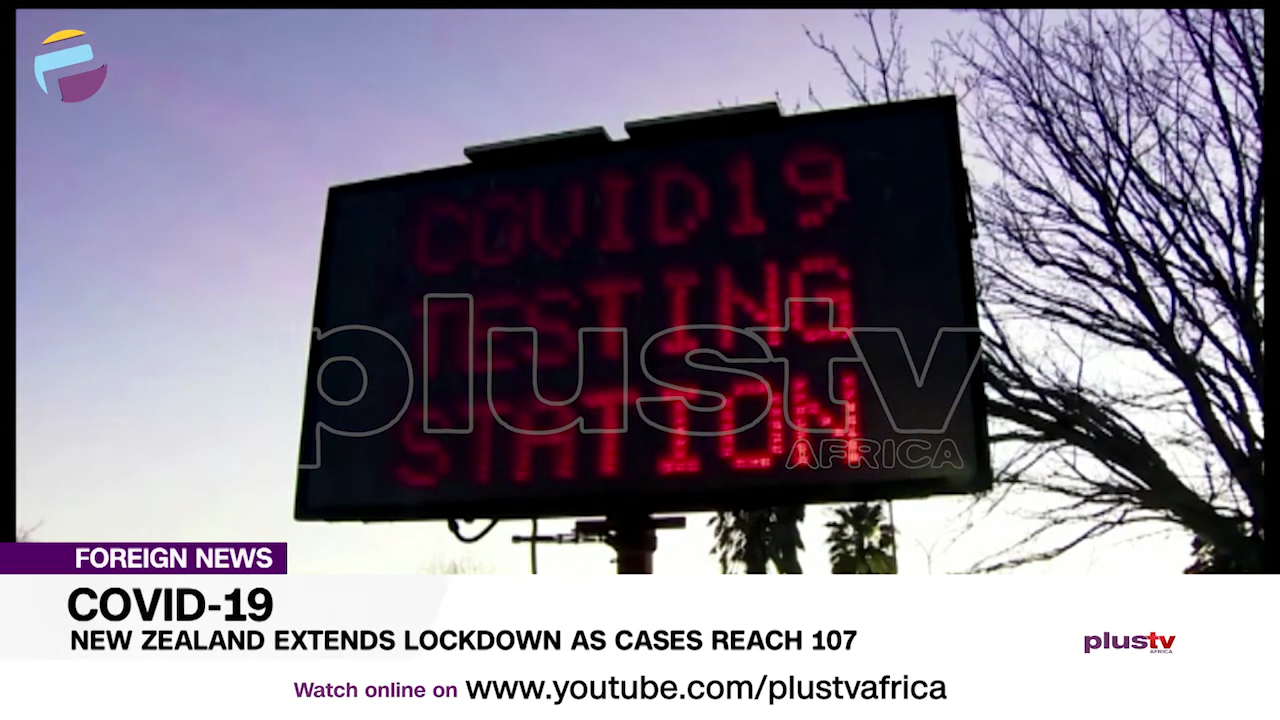 COVID19
TESTING
STATION
plustv
AFRICA
FOREIGN NEWS
COVID-19
NEW ZEALAND EXTENDS LOCKDOWN AS CASES REACH 107
plustv
AFRICA
Watch online on www.youtube.com/plustvafrica